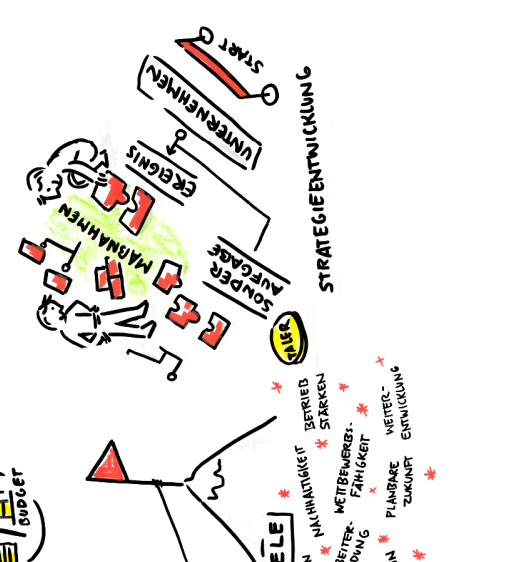 START
UNTERNEHMEN
EREIGNIS
MAßNAHMEN
SONDER
AUFGABE
TALER
STRATEGIEENTWICKLUNG
BETRIEB
STÄRKEN
NACHHALTIGKEIT
WETTBEWERBS-
FÄHIGKEIT
WEITER-
ENTWICKLUNG
PLANBARE
ZUKUNFT
BUDGET